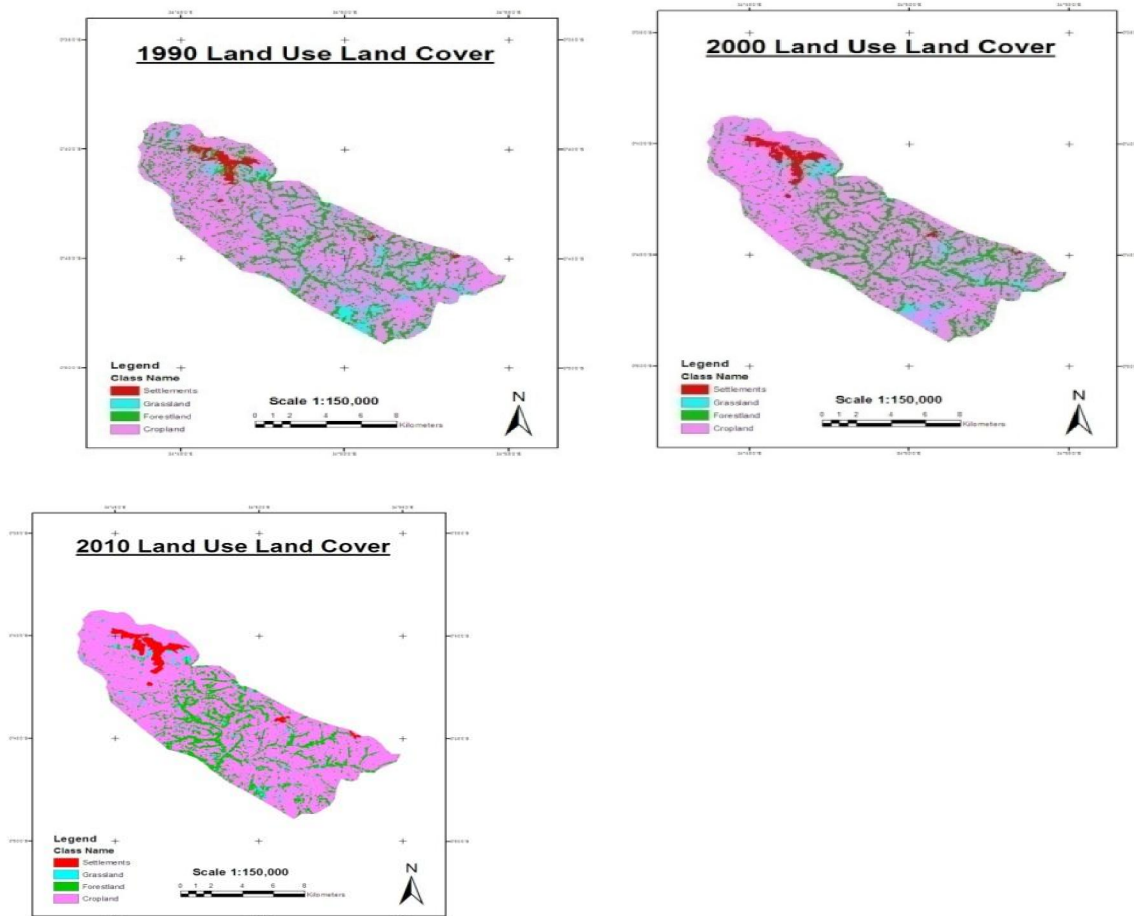 1990 Land Use Land Cover
Legend
Class Name
Settlements
Grassland
Forestland
Cropland
Scale 1:150,000
0 1 2 4 6 8
Kilometers
N
2000 Land Use Land Cover
Legend
Class Name
Settlements
Grassland
Forestland
Cropland
Scale 1:150,000
0 1 2 4 6 8
Kilometers
N
2010 Land Use Land Cover
Legend
Class Name
Settlements
Grassland
Forestland
Cropland
Scale 1:150,000
0 1 2 4 6 8
Kilometers
N